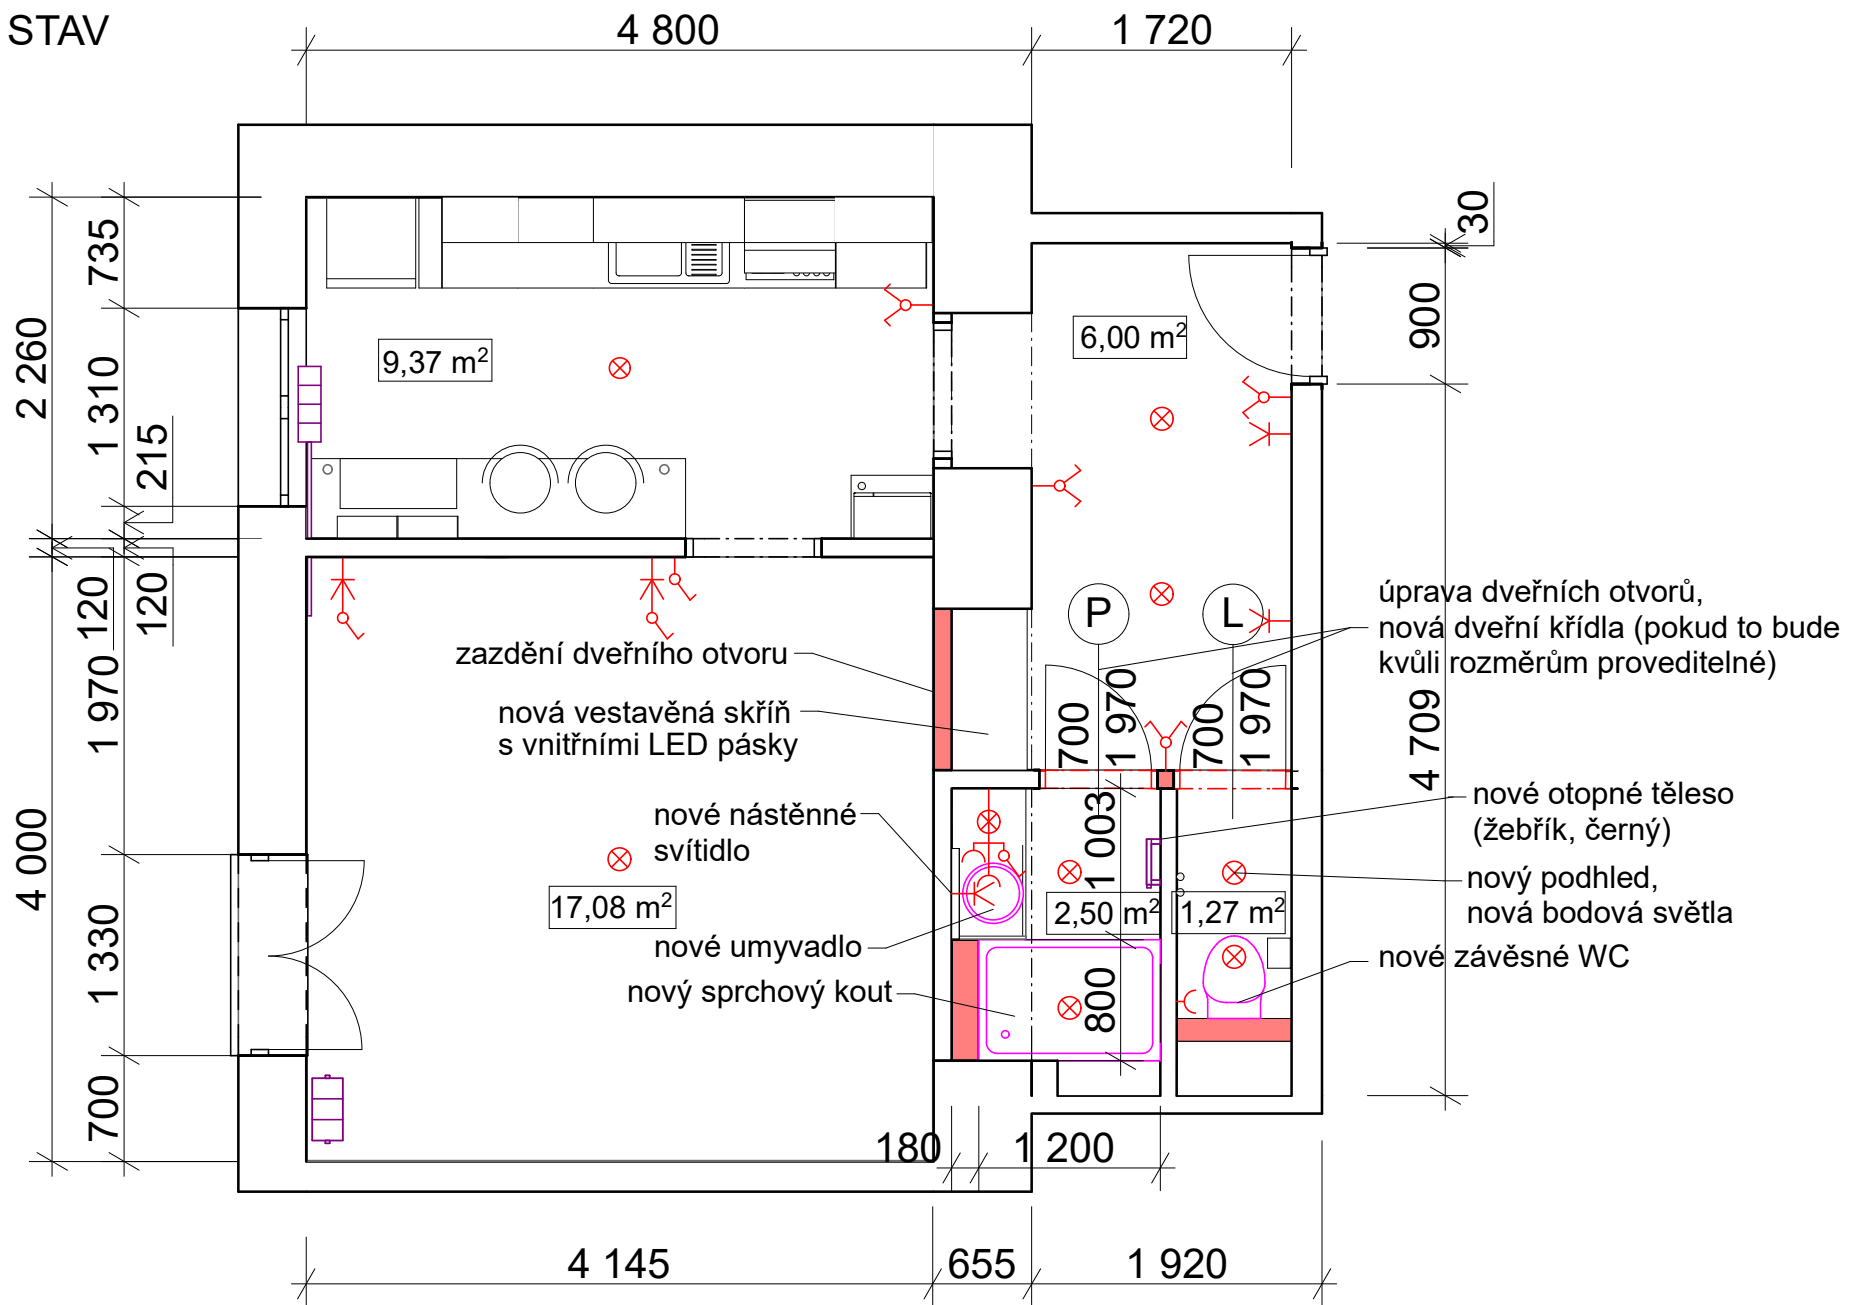 STAV
4 800
1 720
30
735
2 260
1 310
215
900
9,37 m²
6,00 m²
120
120
P
L
úprava dveřních otvorů,
nová dveřní křídla (pokud to bude
kvůli rozměrům proveditelné)
zazdění dveřního otvoru
nová vestavěná skříň
s vnitřními LED pásky
1 970
700
1 970
700
1 970
4 709
nové nástěnné
svítidlo
1 003
nové otopné těleso
(žebřík, černý)
nový podhled,
nová bodová světla
4 000
17,08 m²
2,50 m²
1,27 m²
nové umyvadlo
nové závěsné WC
nový sprchový kout
1 330
800
700
180
1 200
4 145
655
1 920